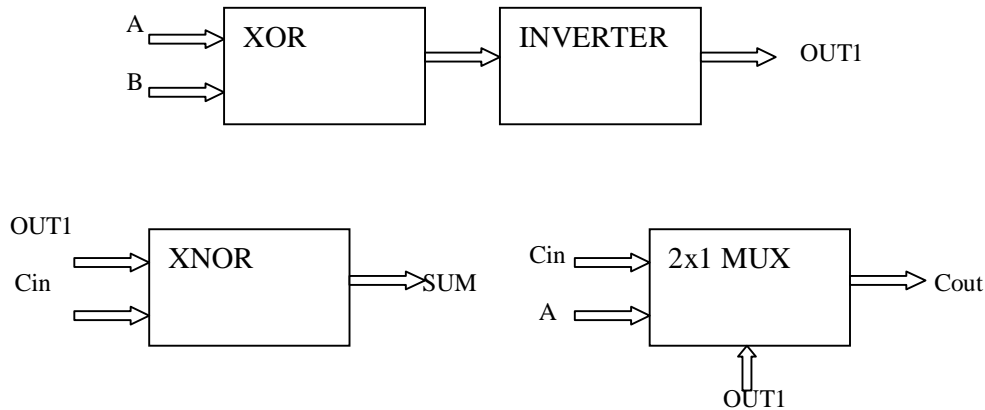 A
XOR
INVERTER
OUT1
B
OUT1
XNOR
Cin
SUM
Cin
2x1 MUX
A
Cout
OUT1